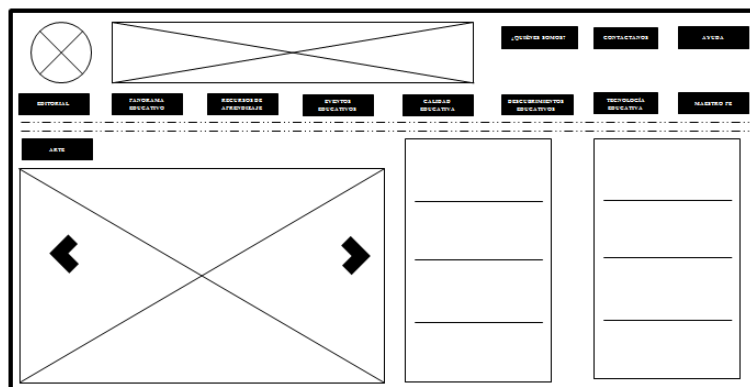 ¿QUIÉNES SOMOS?
CONTACTANOS
AYUDA
EDITORIAL
PANORAMA
EDUCATIVO
RECURSOS DE
APRENDIZAJE
EVENTOS
EDUCATIVOS
CALIDAD
EDUCATIVA
DESCUBRIMIENTOS
EDUCATIVOS
TECNOLOGÍA
EDUCATIVA
MAESTRO PE
ARTE